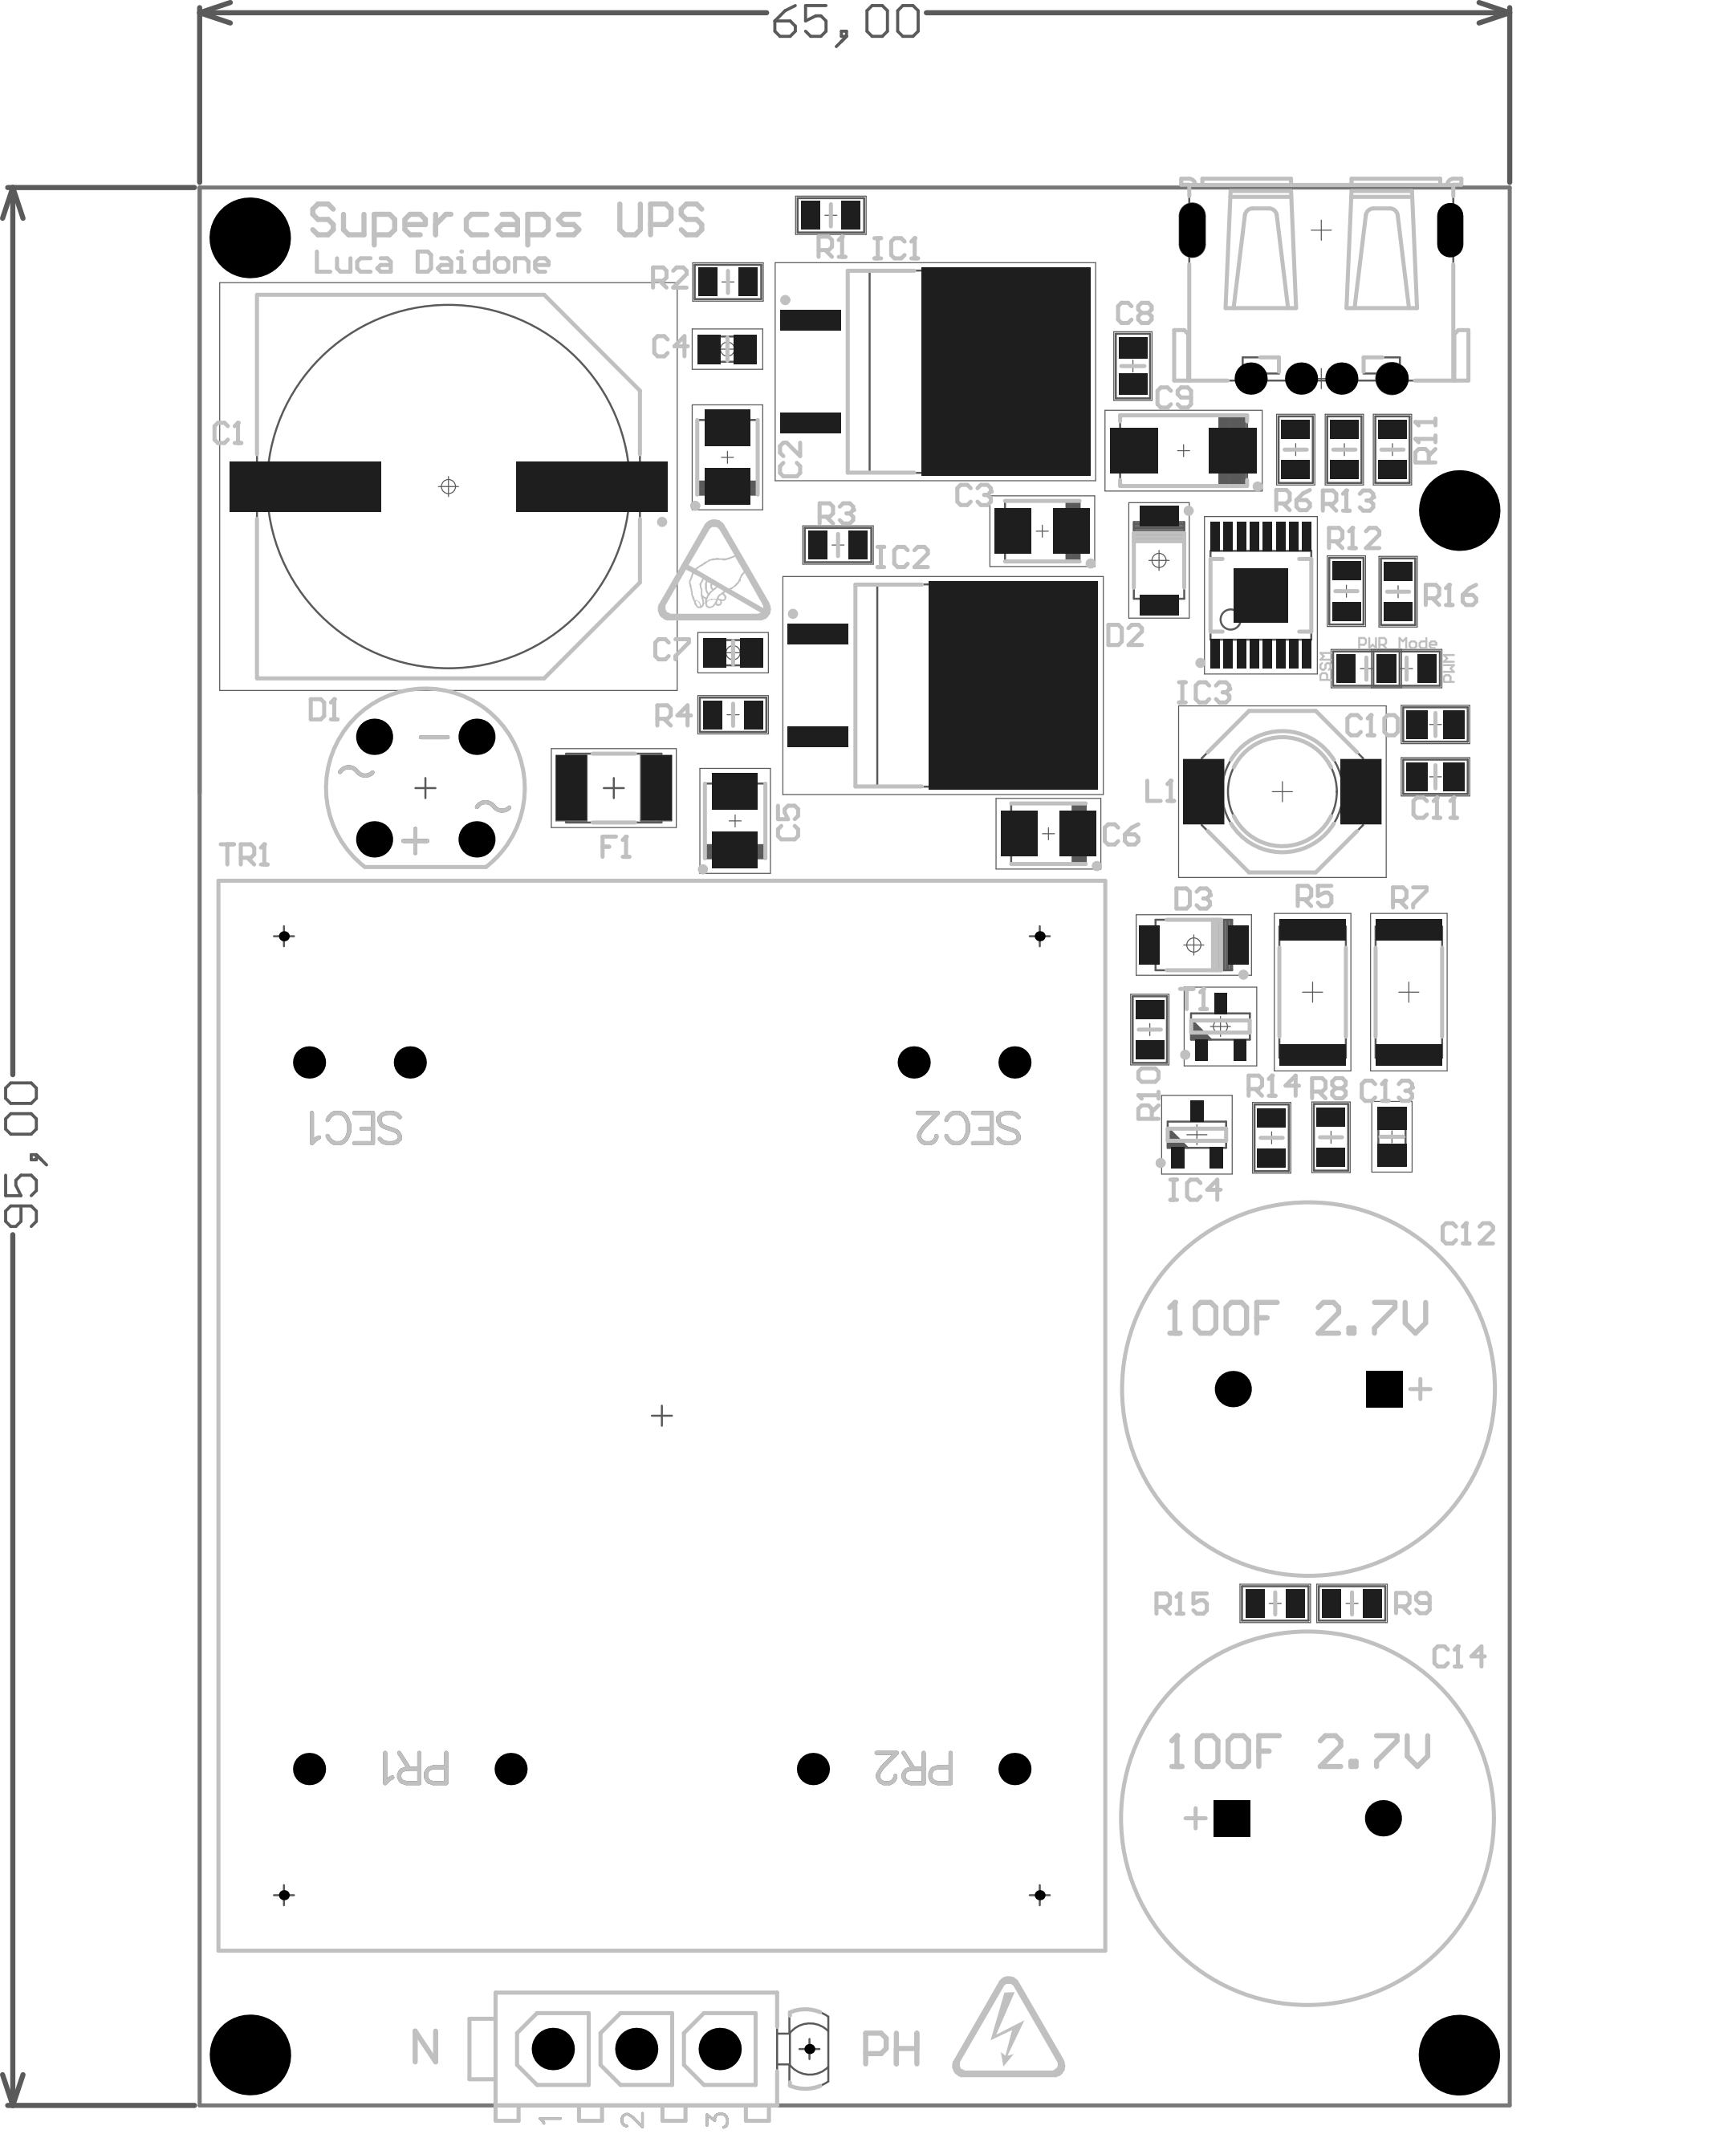 65,00
Supercaps UPS
Luca Daidone
R1
IC1
R2
C8
C4
C9
C1
C2
R11
C3
R6
R13
R3
R12
IC2
R16
D2
PWR Mode
C7
PSM
PWM
IC3
D1
R4
C10
L1
C11
C5
C6
F1
TR1
D3
R5
R7
T1
R10
R14
R8
C13
95,00
SEC1
SEC2
IC4
C12
100F 2.7V
+
R15
R9
C14
PR1
PR2
100F 2.7V
+
N
PH
1
2
3